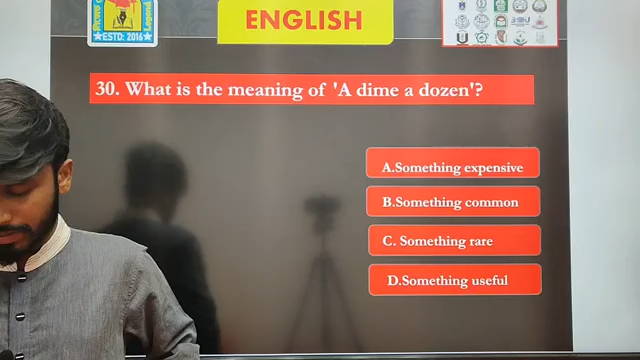 ESTD: 2016
ENGLISH
30. What is the meaning of 'A dime a dozen'?
A.Something expensive
B.Something common
C. Something rare
D.Something useful